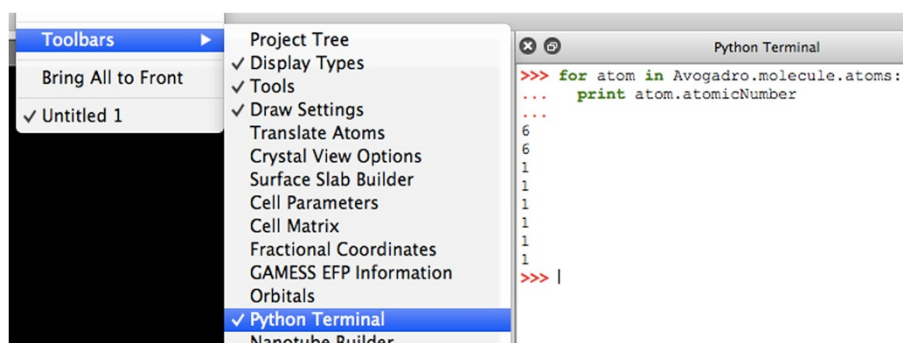 Toolbars
Bring All to Front
✓ Untitled 1
Project Tree
✓ Display Types
✓ Tools
✓ Draw Settings
Translate Atoms
Crystal View Options
Surface Slab Builder
Cell Parameters
Cell Matrix
Fractional Coordinates
GAMESS EFP Information
Orbitals
✓ Python Terminal
Nanotube Builder
Python Terminal
>>> for atom in Avogadro.molecule.atoms:
...   print atom.atomicNumber
...
6
6
1
1
1
1
1
1
>>>